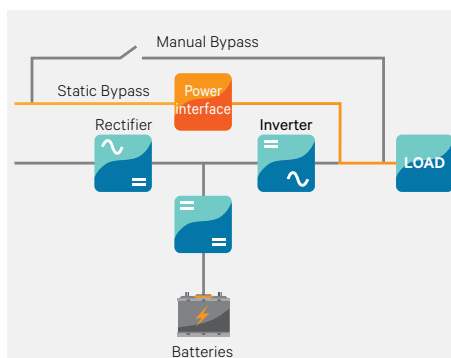 Manual Bypass
Static Bypass
Power
interface
Rectifier
Inverter
LOAD
Batteries